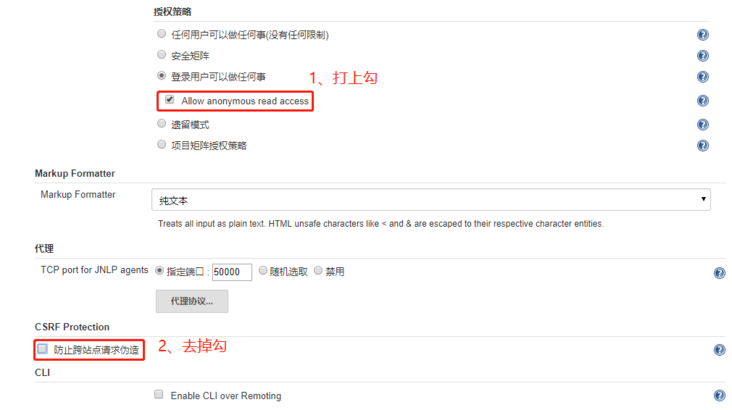 授权策略
任何用户可以做任何事(没有任何限制)
安全矩阵
登录用户可以做任何事
1、打上勾
Allow anonymous read access
遗留模式
项目矩阵授权策略
Markup Formatter
Markup Formatter
纯文本
Treats all input as plain text. HTML unsafe characters like < and & are escaped to their respective character entities.
代理
TCP port for JNLP agents 指定端口 : 50000 随机选取 禁用
代理协议...
CSRF Protection
防止跨站点请求伪造 2、去掉勾
CLI
Enable CLI over Remoting